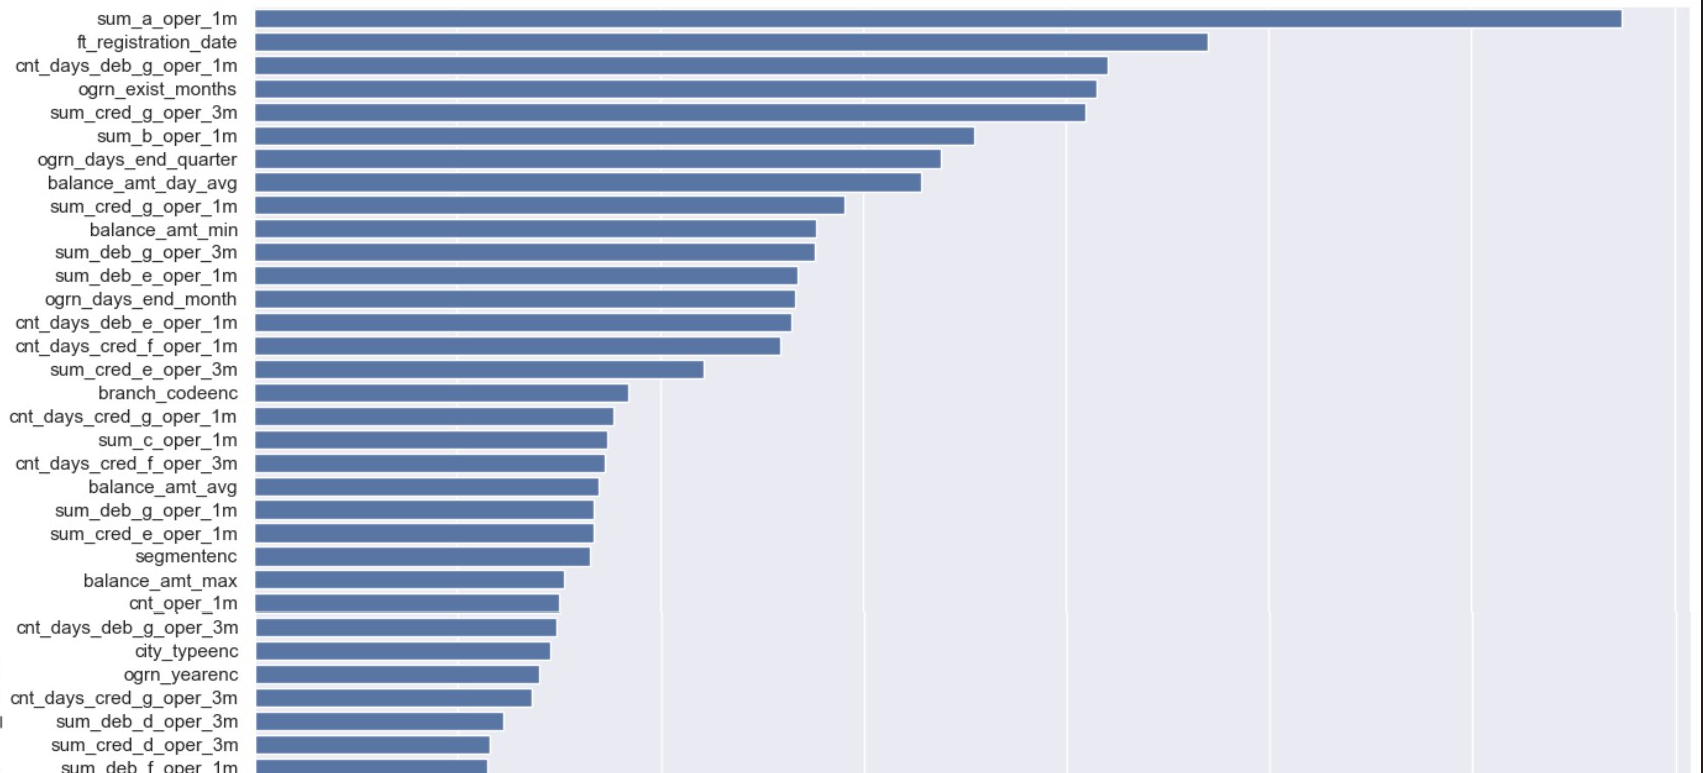 sum_a_oper_1m
ft_registration_date
cnt_days_deb_g_oper_1m
ogrn_exist_months
sum_cred_g_oper_3m
sum_b_oper_1m
ogrn_days_end_quarter
balance_amt_day_avg
sum_cred_g_oper_1m
balance_amt_min
sum_deb_g_oper_3m
sum_deb_e_oper_1m
ogrn_days_end_month
cnt_days_deb_e_oper_1m
cnt_days_cred_f_oper_1m
sum_cred_e_oper_3m
branch_codeenc
cnt_days_cred_g_oper_1m
sum_c_oper_1m
cnt_days_cred_f_oper_3m
balance_amt_avg
sum_deb_g_oper_1m
sum_cred_e_oper_1m
segmentenc
balance_amt_max
cnt_oper_1m
cnt_days_deb_g_oper_3m
city_typeenc
ogrn_yearenc
cnt_days_cred_g_oper_3m
sum_deb_d_oper_3m
sum_cred_d_oper_3m
sum_deb_f_oper_1m